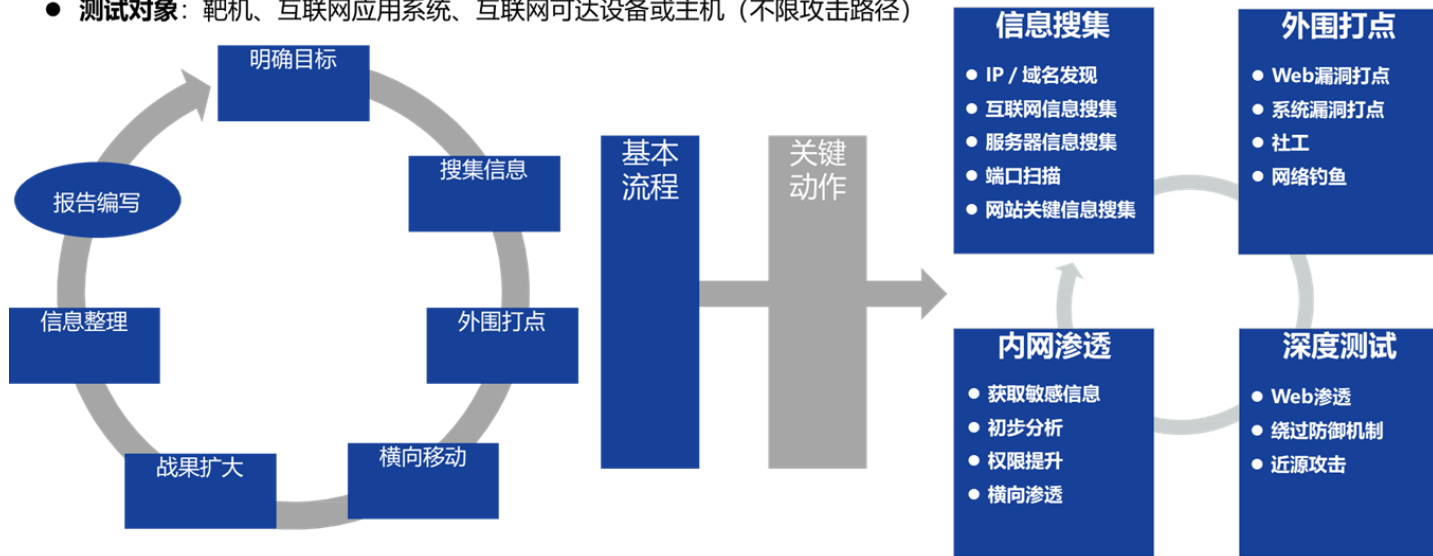 ● 测试对象：靶机、互联网应用系统、互联网可达设备或主机（不限攻击路径）
明确目标
搜集信息
外围打点
横向移动
战果扩大
信息整理
报告编写
基本
流程
关键
动作
信息搜集
● IP / 域名发现
● 互联网信息搜集
● 服务器信息搜集
● 端口扫描
● 网站关键信息搜集
外围打点
● Web漏洞打点
● 系统漏洞打点
● 社工
● 网络钓鱼
内网渗透
● 获取敏感信息
● 初步分析
● 权限提升
● 横向渗透
深度测试
● Web渗透
● 绕过防御机制
● 近源攻击